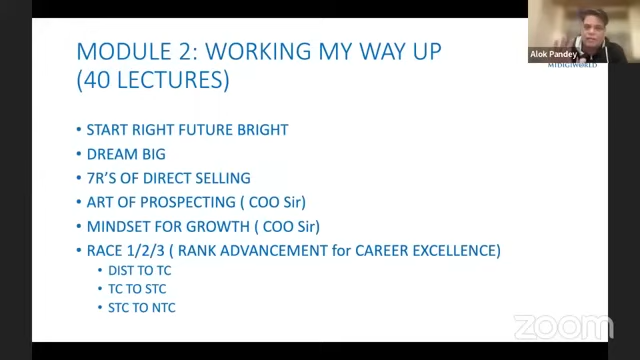 MODULE 2: WORKING MY WAY UP
(40 LECTURES)
• START RIGHT FUTURE BRIGHT
• DREAM BIG
• 7R'S OF DIRECT SELLING
• ART OF PROSPECTING ( COO Sir)
• MINDSET FOR GROWTH ( COO Sir)
• RACE 1/2/3 ( RANK ADVANCEMENT for CAREER EXCELLENCE)
• DIST TO TC
• TC TO STC
• STC TO NTC
Alok Pandey
MIDIGIWORLD
zoom